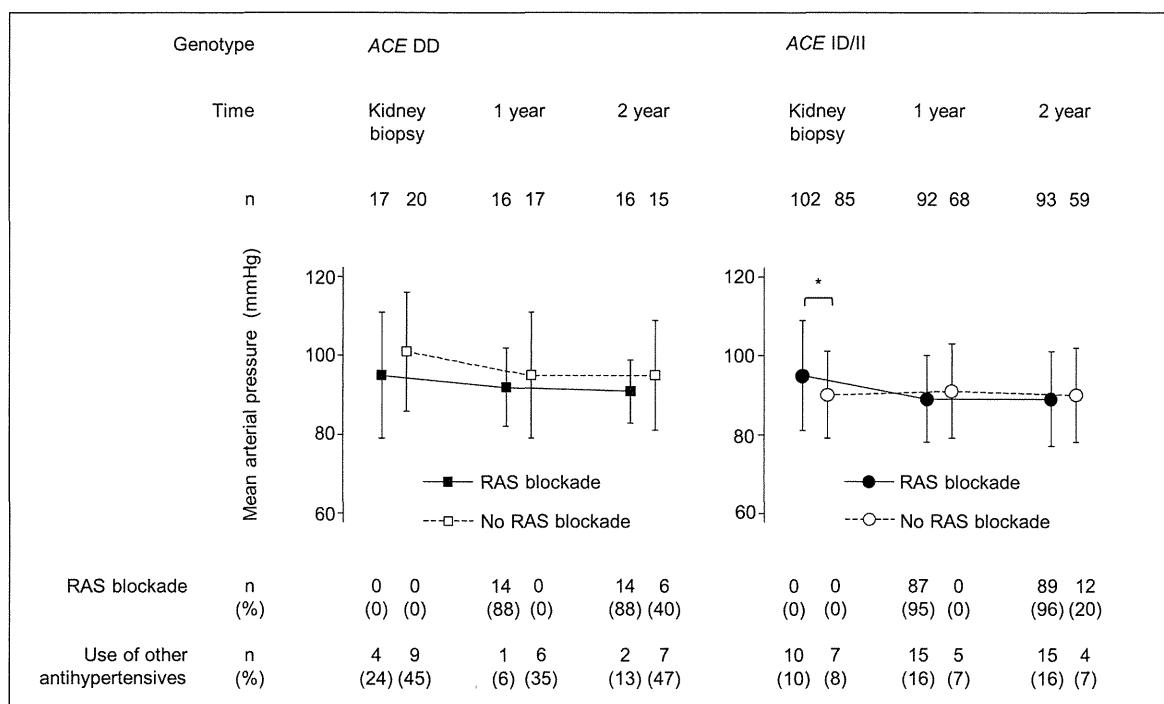 Genotype ACE DD ACE ID/II
Time Kidney biopsy 1 year 2 year Kidney biopsy 1 year 2 year
n 17 20 16 17 16 15 102 85 92 68 93 59
Mean arterial pressure (mmHg)
120 120
*
100 100
80 80
RAS blockade RAS blockade
60 No RAS blockade 60 No RAS blockade
RAS blockade n 0 0 14 0 14 6 0 0 87 0 89 12
(%) (0) (0) (88) (0) (88) (40) (0) (0) (95) (0) (96) (20)
Use of other n 4 9 1 6 2 7 10 7 15 5 15 4
antihypertensives (%) (24) (45) (6) (35) (13) (47) (10) (8) (16) (7) (16) (7)